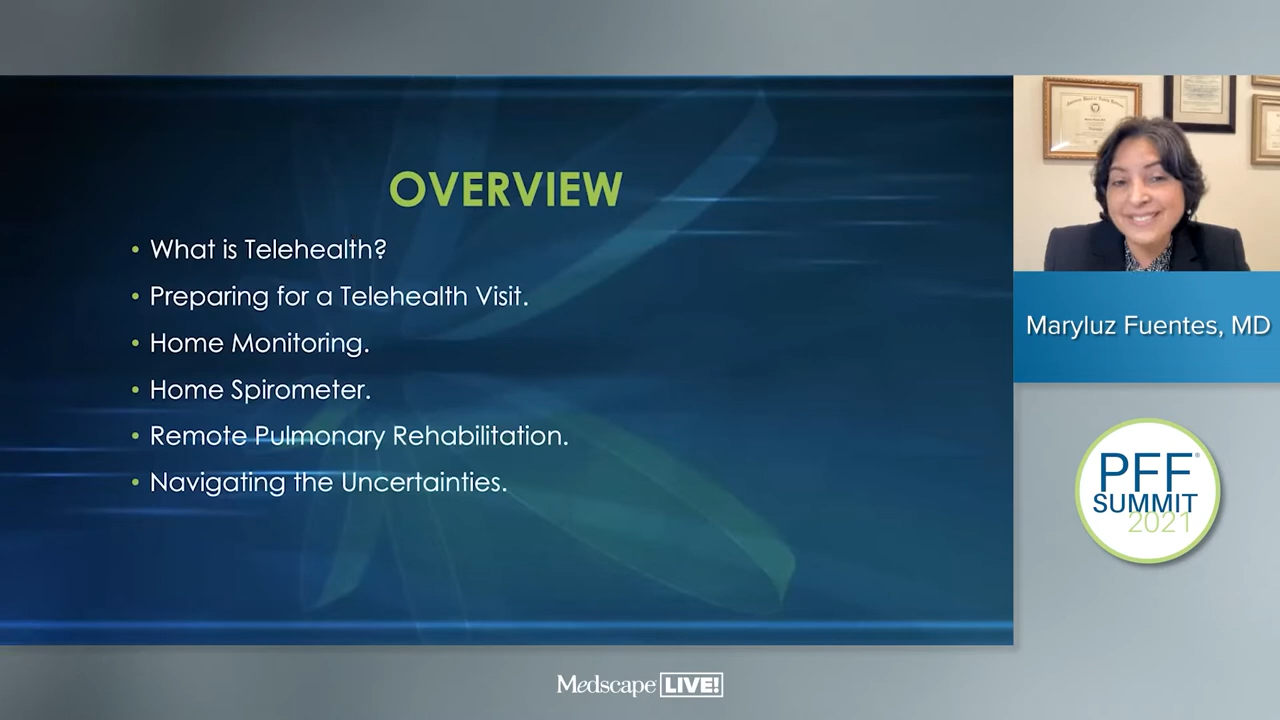 OVERVIEW
• What is Telehealth?
• Preparing for a Telehealth Visit.
• Home Monitoring.
• Home Spirometer.
• Remote Pulmonary Rehabilitation.
• Navigating the Uncertainties.
Maryluz Fuentes, MD
PFF®
SUMMIT
2021
Medscape LIVE!